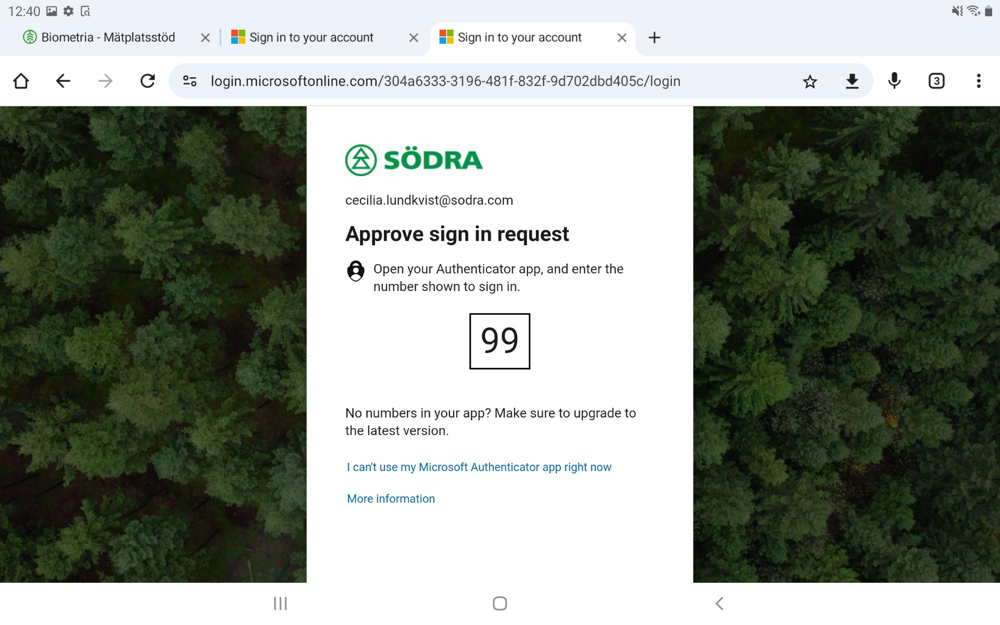 12:40
Biometria - Mätplatsstöd
Sign in to your account
Sign in to your account
login.microsoftonline.com/304a6333-3196-481f-832f-9d702dbd405c/login
3
SÖDRA
cecilia.lundkvist@sodra.com
Approve sign in request
Open your Authenticator app, and enter the
number shown to sign in.
99
No numbers in your app? Make sure to upgrade to
the latest version.
I can't use my Microsoft Authenticator app right now
More information